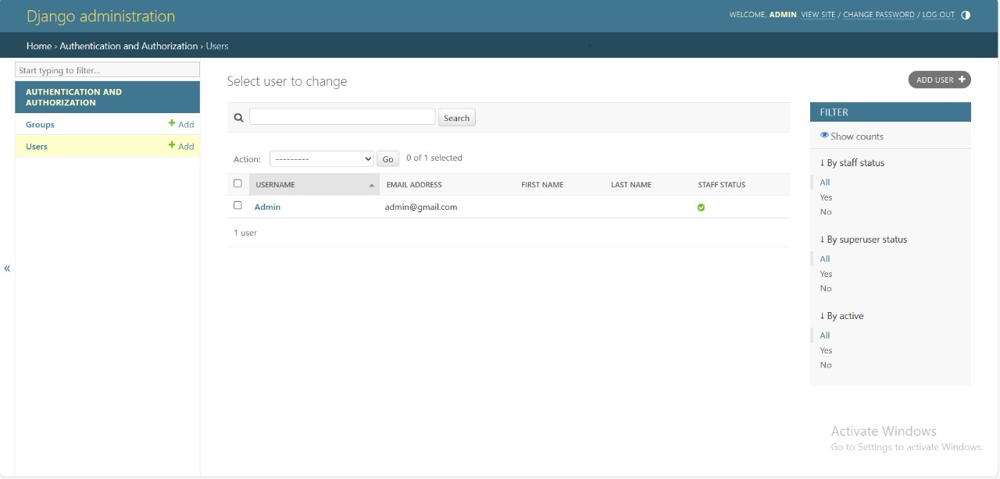 Django administration
WELCOME, ADMIN. VIEW SITE / CHANGE PASSWORD / LOG OUT
Home › Authentication and Authorization › Users
Start typing to filter...
AUTHENTICATION AND
AUTHORIZATION
Groups + Add
Users + Add
«
Select user to change
ADD USER +
Search
Action: --------- Go 0 of 1 selected
USERNAME EMAIL ADDRESS FIRST NAME LAST NAME STAFF STATUS
Admin admin@gmail.com
1 user
FILTER
Show counts
↓ By staff status
All
Yes
No
↓ By superuser status
All
Yes
No
↓ By active
All
Yes
No
Activate Windows
Go to Settings to activate Windows.